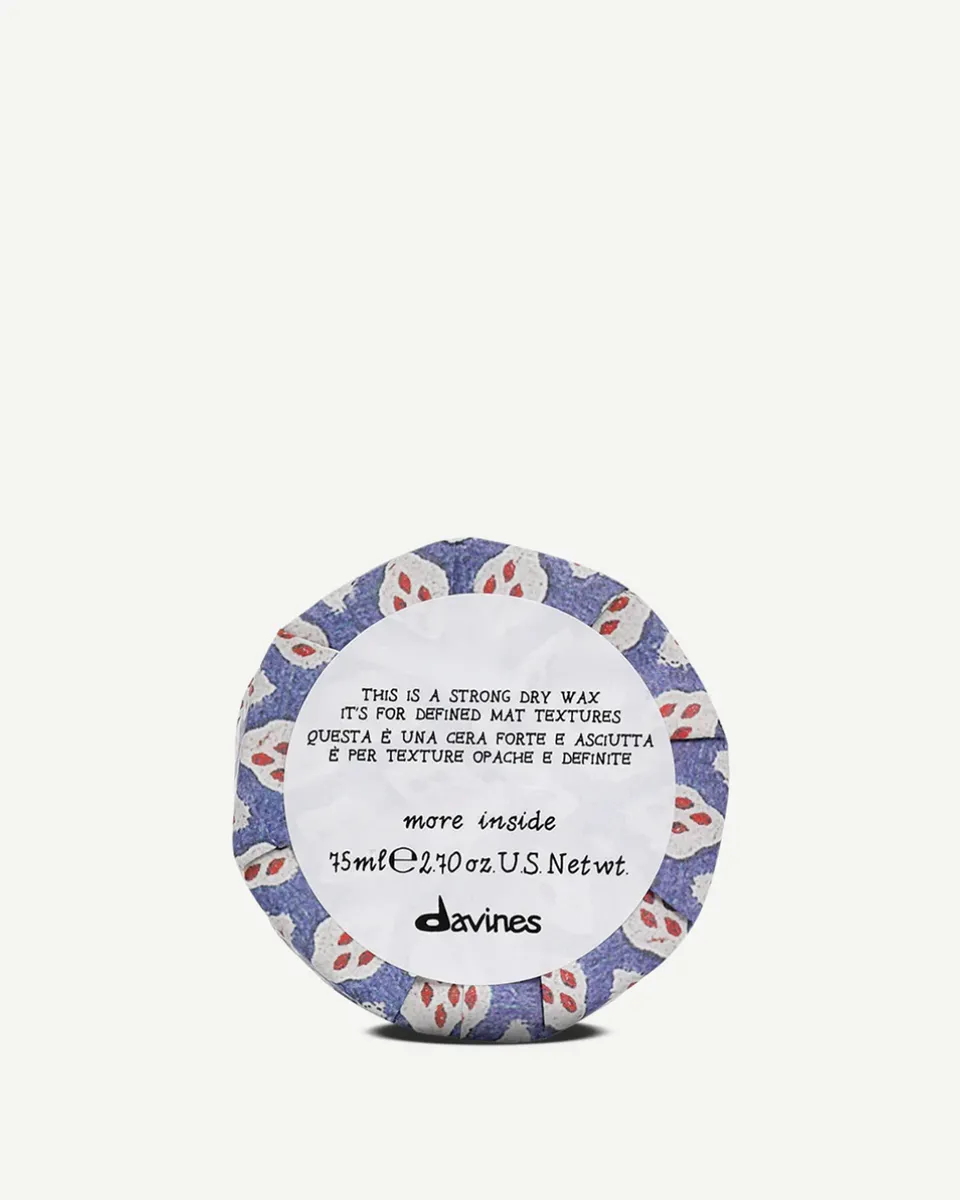 THIS IS A STRONG DRY WAX
IT'S FOR DEFINED MAT TEXTURES
QUESTA È UNA CERA FORTE E ASCIUTTA
È PER TEXTURE OPACHE E DEFINITE
more inside
75ml℮2.70 oz. U.S. Net wt.
davines